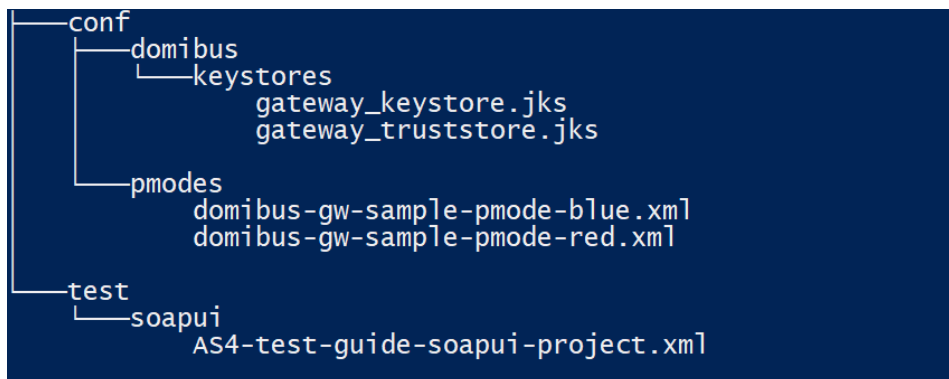 conf
domibus
keystores
gateway_keystore.jks
gateway_truststore.jks
pmodes
domibus-gw-sample-pmode-blue.xml
domibus-gw-sample-pmode-red.xml
test
soapui
AS4-test-guide-soapui-project.xml